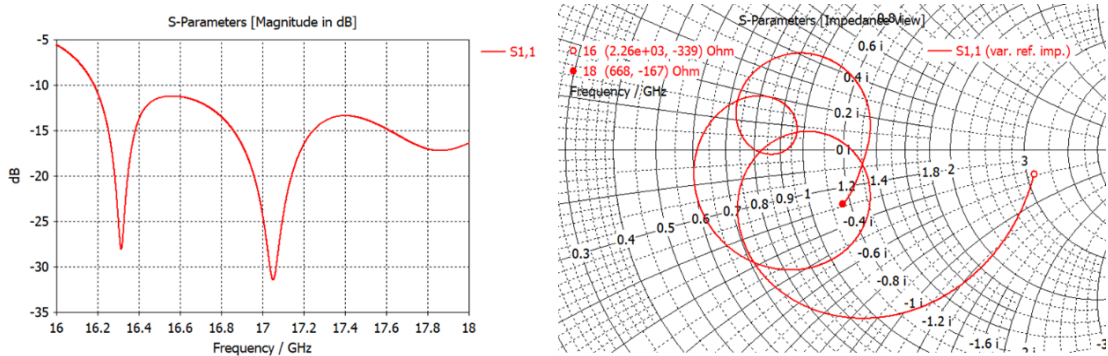 S-Parameters [Magnitude in dB]
-5
-10
-15
-20
-25
-30
-35
dB
16
16.2
16.4
16.6
16.8
17
17.2
17.4
17.6
17.8
18
Frequency / GHz
S1,1
S-Parameters [Impedance View]
16 (2.26e+03, -339) Ohm
18 (668, -167) Ohm
Frequency / GHz
S1,1 (var. ref. imp.)
0.8 i
0.6 i
0.4 i
0.2 i
0 i
0.3
0.4
0.5
0.6
0.7
0.8
0.9
1
1.2
1.4
1.8
2
3
-0.4 i
-0.6 i
-0.8 i
-1 i
-1.2 i
-1.6 i
-2 i